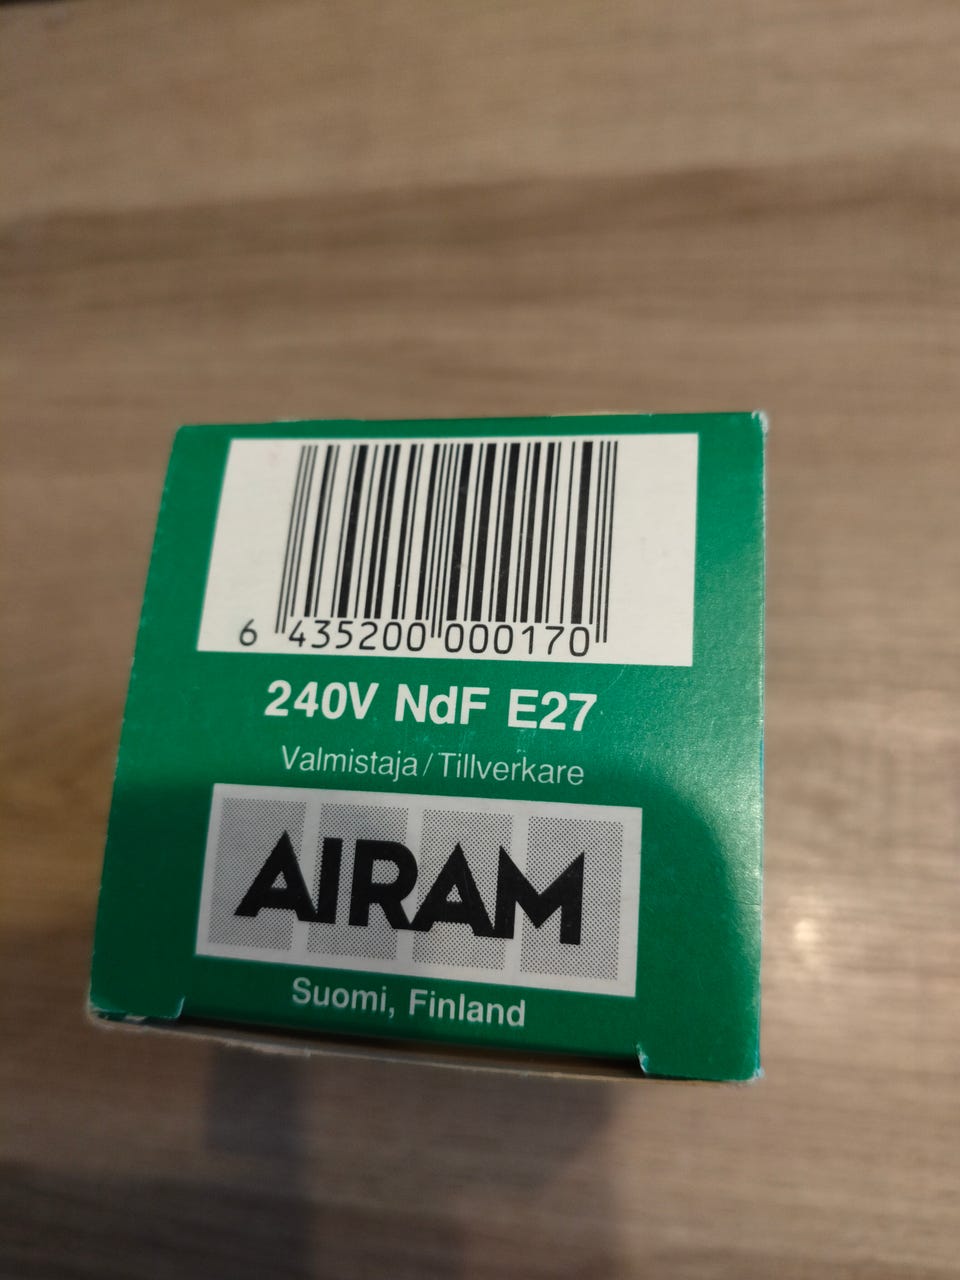 6 435200 000170
240V NdF E27
Valmistaja / Tillverkare
AIRAM
Suomi, Finland